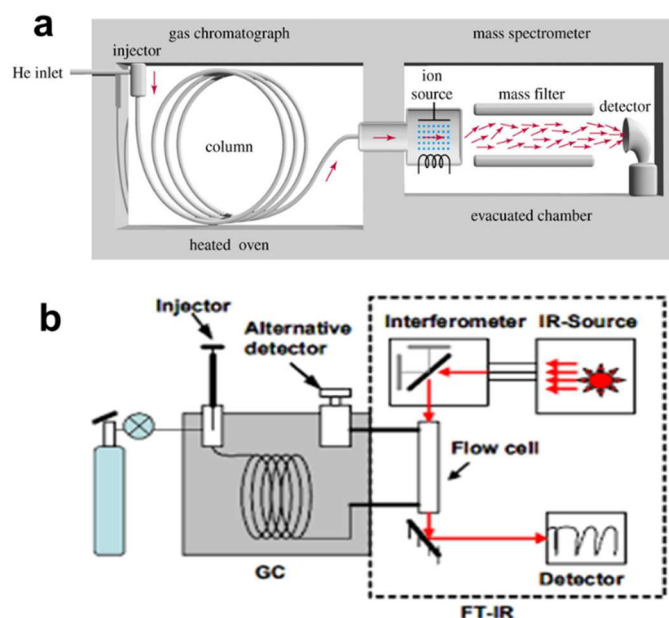 a
gas chromatograph
mass spectrometer
injector
He inlet
ion
source
mass filter
detector
column
heated oven
evacuated chamber
b
Injector
Alternative
detector
Interferometer
IR-Source
Flow cell
GC
Detector
FT-IR